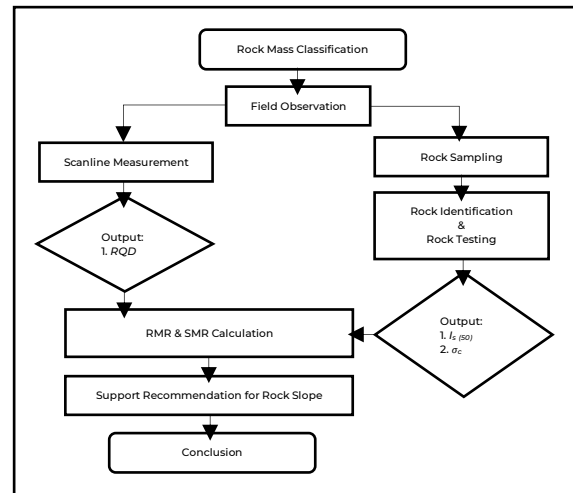 Rock Mass Classification
Field Observation
Scanline Measurement
Rock Sampling
Rock Identification
&
Rock Testing
Output:
1. RQD
Output:
1. Is (50)
2. σc
RMR & SMR Calculation
Support Recommendation for Rock Slope
Conclusion